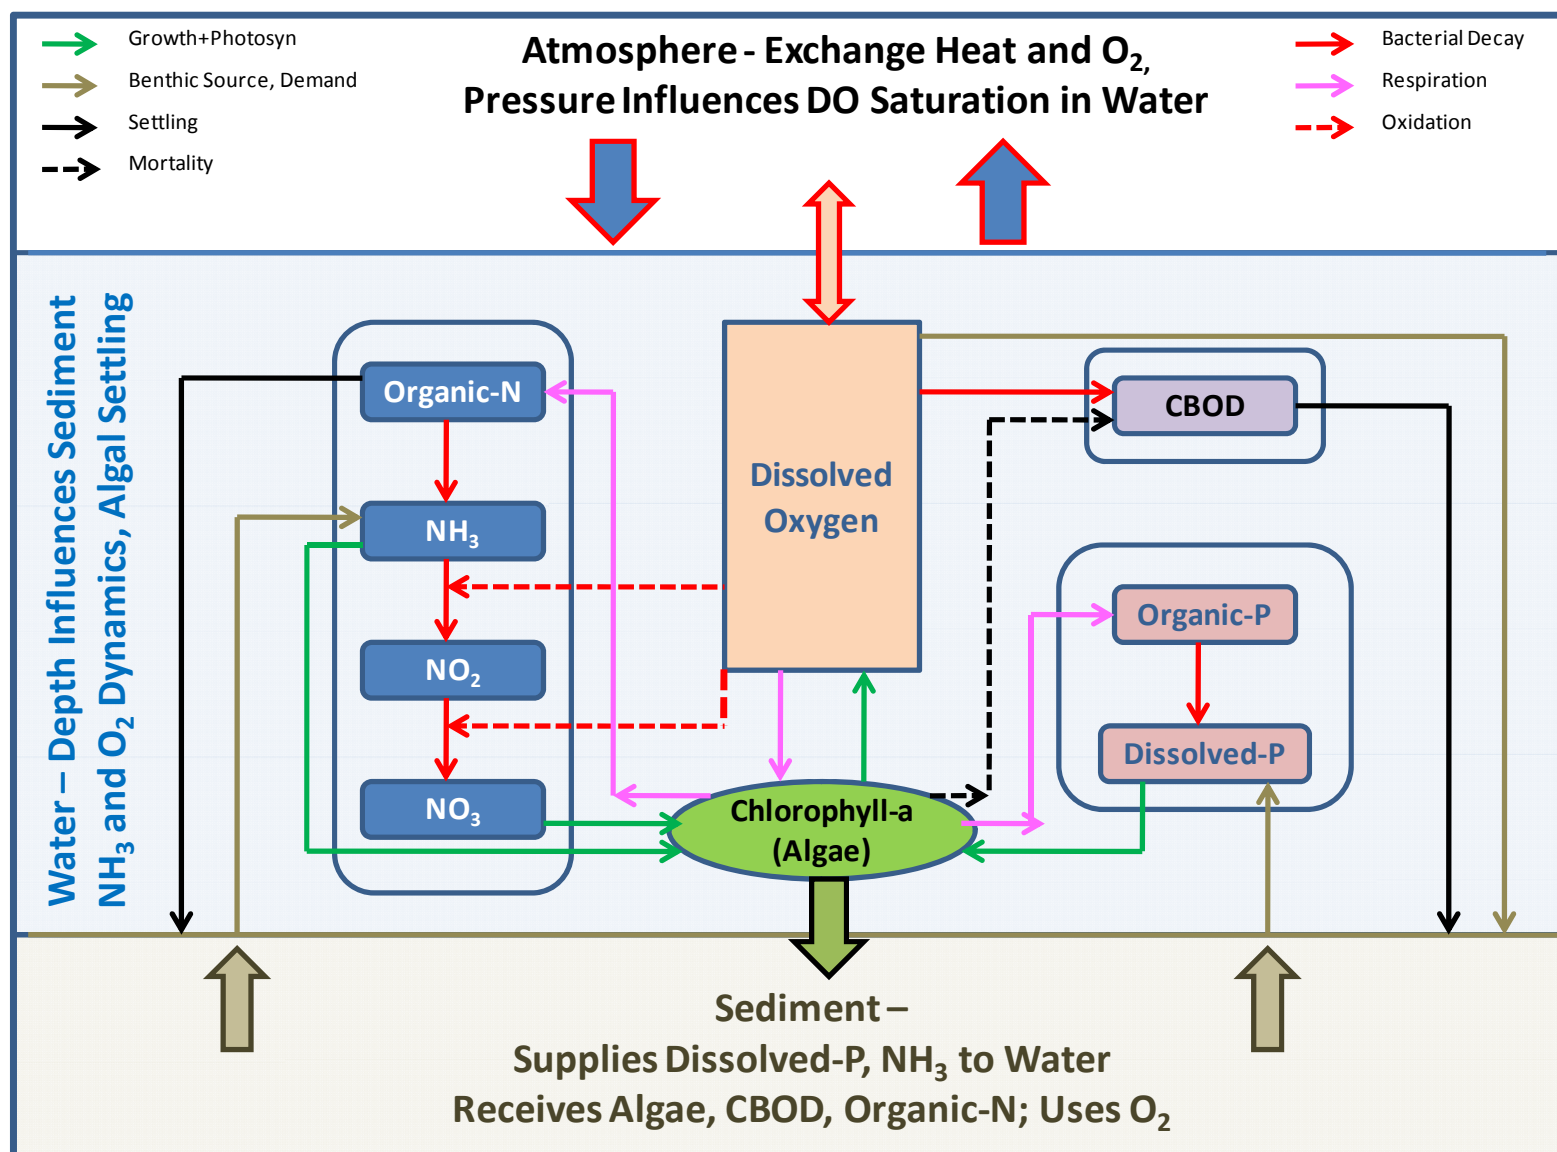 Growth+Photosyn
Benthic Source, Demand
Settling
Mortality
Atmosphere - Exchange Heat and O₂,
Pressure Influences DO Saturation in Water
Bacterial Decay
Respiration
Oxidation
Water – Depth Influences Sediment
NH₃ and O₂ Dynamics, Algal Settling
Organic-N
NH₃
NO₂
NO₃
Dissolved
Oxygen
CBOD
Organic-P
Dissolved-P
Chlorophyll-a
(Algae)
Sediment –
Supplies Dissolved-P, NH₃ to Water
Receives Algae, CBOD, Organic-N; Uses O₂